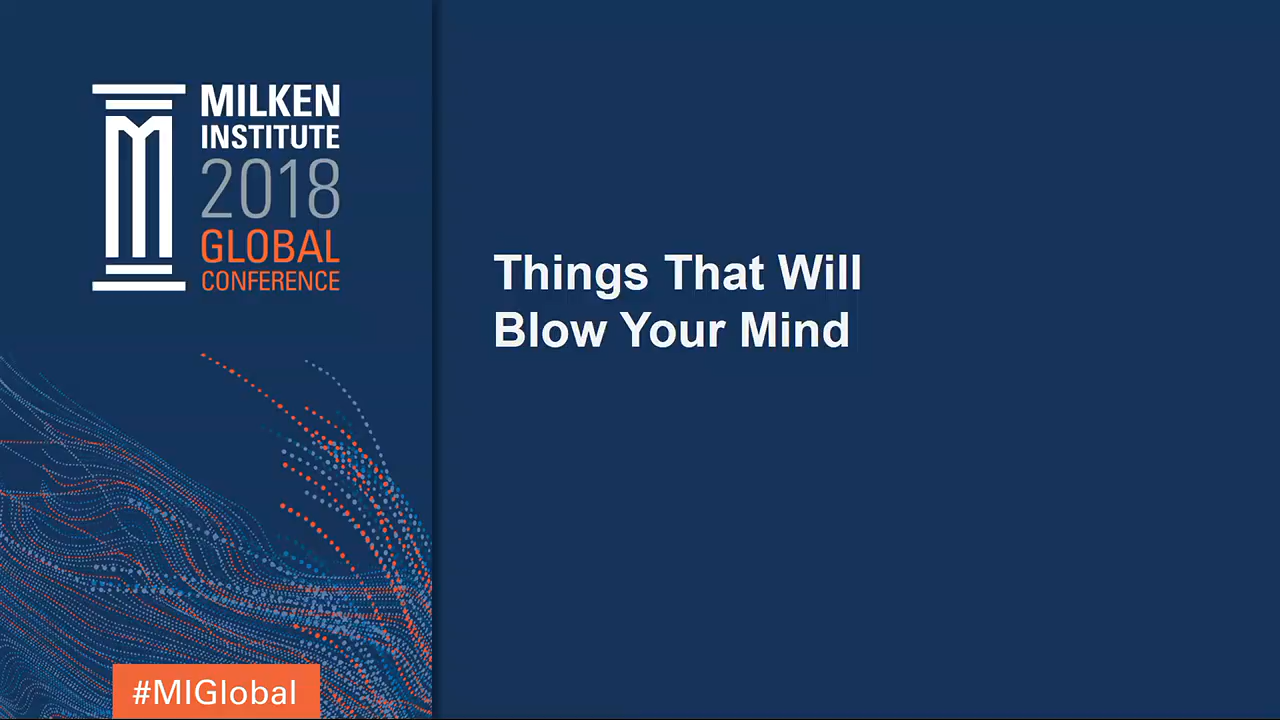 MILKEN
INSTITUTE
2018
GLOBAL
CONFERENCE
Things That Will
Blow Your Mind
#MIGlobal